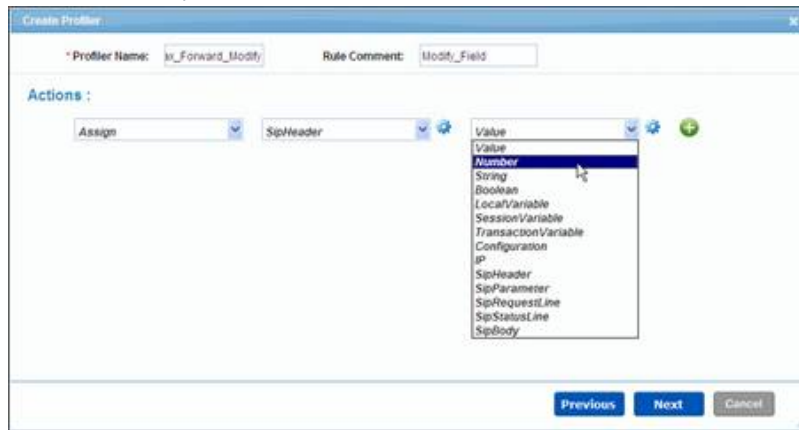 Create Profiler
* Profiler Name: ax_Forward_Modify Rule Comment: Modify_Field
Actions :
Assign SipHeader Value
Value
Number
String
Boolean
LocalVariable
SessionVariable
TransactionVariable
Configuration
IP
SipHeader
SipParameter
SipRequestLine
SipStatusLine
SipBody
Previous Next Cancel